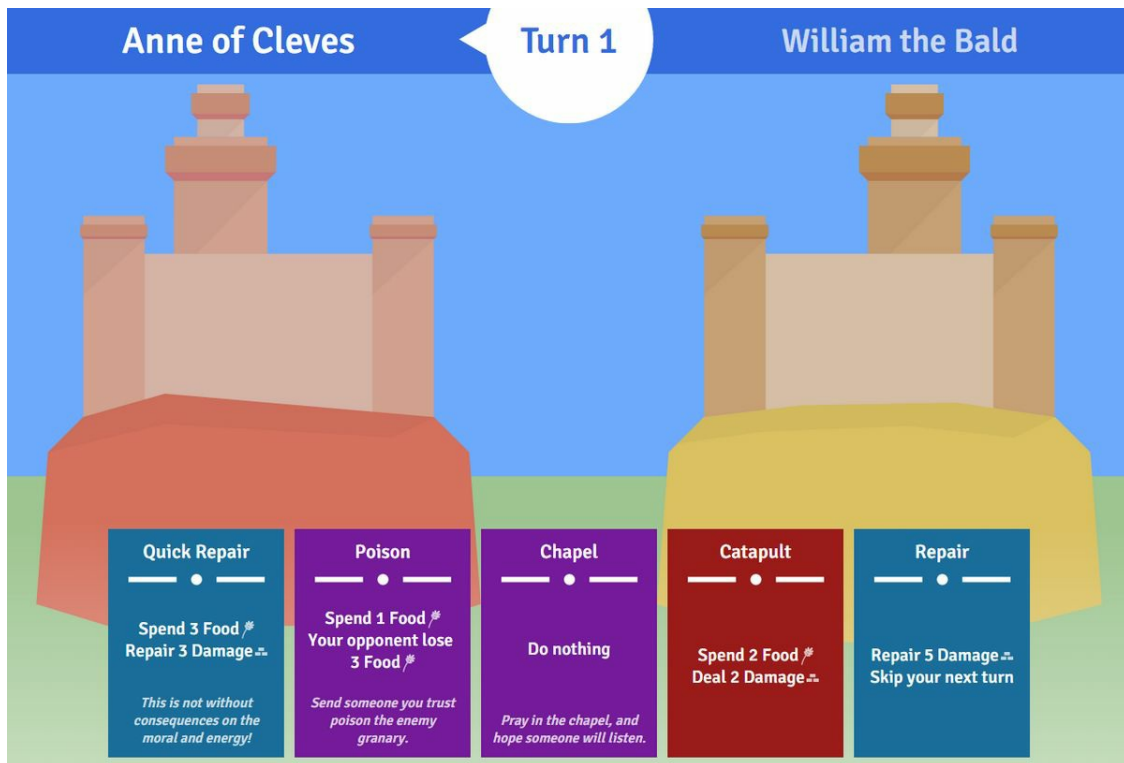 Anne of Cleves
Turn 1
William the Bald
Quick Repair
Spend 3 Food
Repair 3 Damage
This is not without
consequences on the
moral and energy!
Poison
Spend 1 Food
Your opponent lose
3 Food
Send someone you trust
poison the enemy
granary.
Chapel
Do nothing
Pray in the chapel, and
hope someone will listen.
Catapult
Spend 2 Food
Deal 2 Damage
Repair
Repair 5 Damage
Skip your next turn